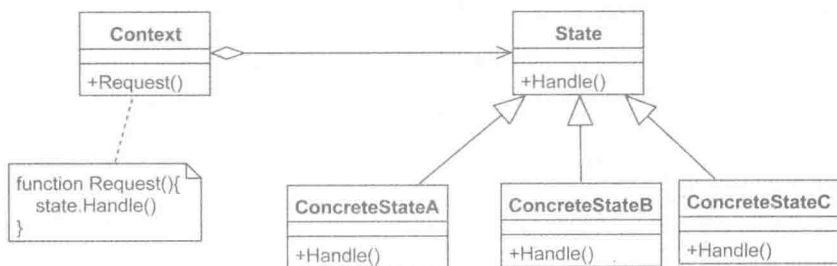 Context
+Request()
State
+Handle()
function Request(){
state.Handle()
}
ConcreteStateA
+Handle()
ConcreteStateB
+Handle()
ConcreteStateC
+Handle()